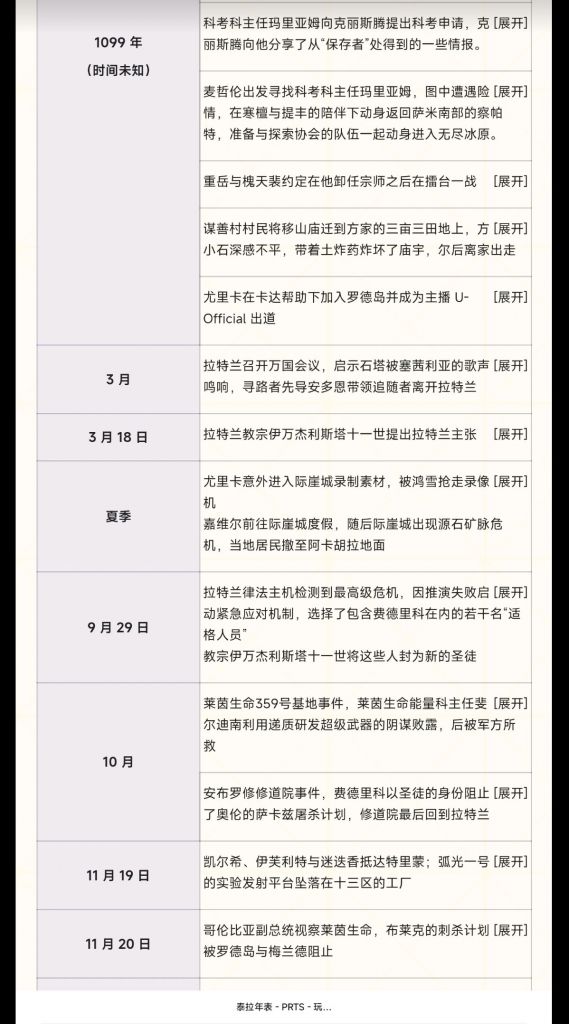 1099 年
（时间未知）
科考科主任玛里亚姆向克丽斯腾提出科考申请，克 [展开]
丽斯腾向他分享了从“保存者”处得到的一些情报。
麦哲伦出发寻找科考科主任玛里亚姆，图中遭遇险 [展开]
情，在寒檀与提丰的陪伴下动身返回萨米南部的察帕
特，准备与探索协会的队伍一起动身进入无尽冰原。
重岳与槐天裴约定在他卸任宗师之后在擂台一战 [展开]
谋善村村民将移山庙迁到方家的三亩三田地上，方 [展开]
小石深感不平，带着土炸药炸坏了庙宇，尔后离家出走
尤里卡在卡达帮助下加入罗德岛并成为主播 U- [展开]
Official 出道
3 月
拉特兰召开万国会议，启示石塔被塞茜利亚的歌声 [展开]
鸣响，寻路者先导安多恩带领追随者离开拉特兰
3 月 18 日
拉特兰教宗伊万杰利斯塔十一世提出拉特兰主张 [展开]
夏季
尤里卡意外进入际崖城录制素材，被鸿雪抢走录像 [展开]
机
嘉维尔前往际崖城度假，随后际崖城出现源石矿脉危
机，当地居民撤至阿卡胡拉地面
9 月 29 日
拉特兰律法主机检测到最高级危机，因推演失败启 [展开]
动紧急应对机制，选择了包含费德里科在内的若干名“适
格人员”
教宗伊万杰利斯塔十一世将这些人封为新的圣徒
10 月
莱茵生命359号基地事件，莱茵生命能量科主任斐 [展开]
尔迪南利用递质研发超级武器的阴谋败露，后被军方所
救
安布罗修修道院事件，费德里科以圣徒的身份阻止 [展开]
了奥伦的萨卡兹屠杀计划，修道院最后回到拉特兰
11 月 19 日
凯尔希、伊芙利特与迷迭香抵达特里蒙；弧光一号 [展开]
的实验发射平台坠落在十三区的工厂
11 月 20 日
哥伦比亚副总统视察莱茵生命，布莱克的刺杀计划 [展开]
被罗德岛与梅兰德阻止
泰拉年表 - PRTS - 玩...